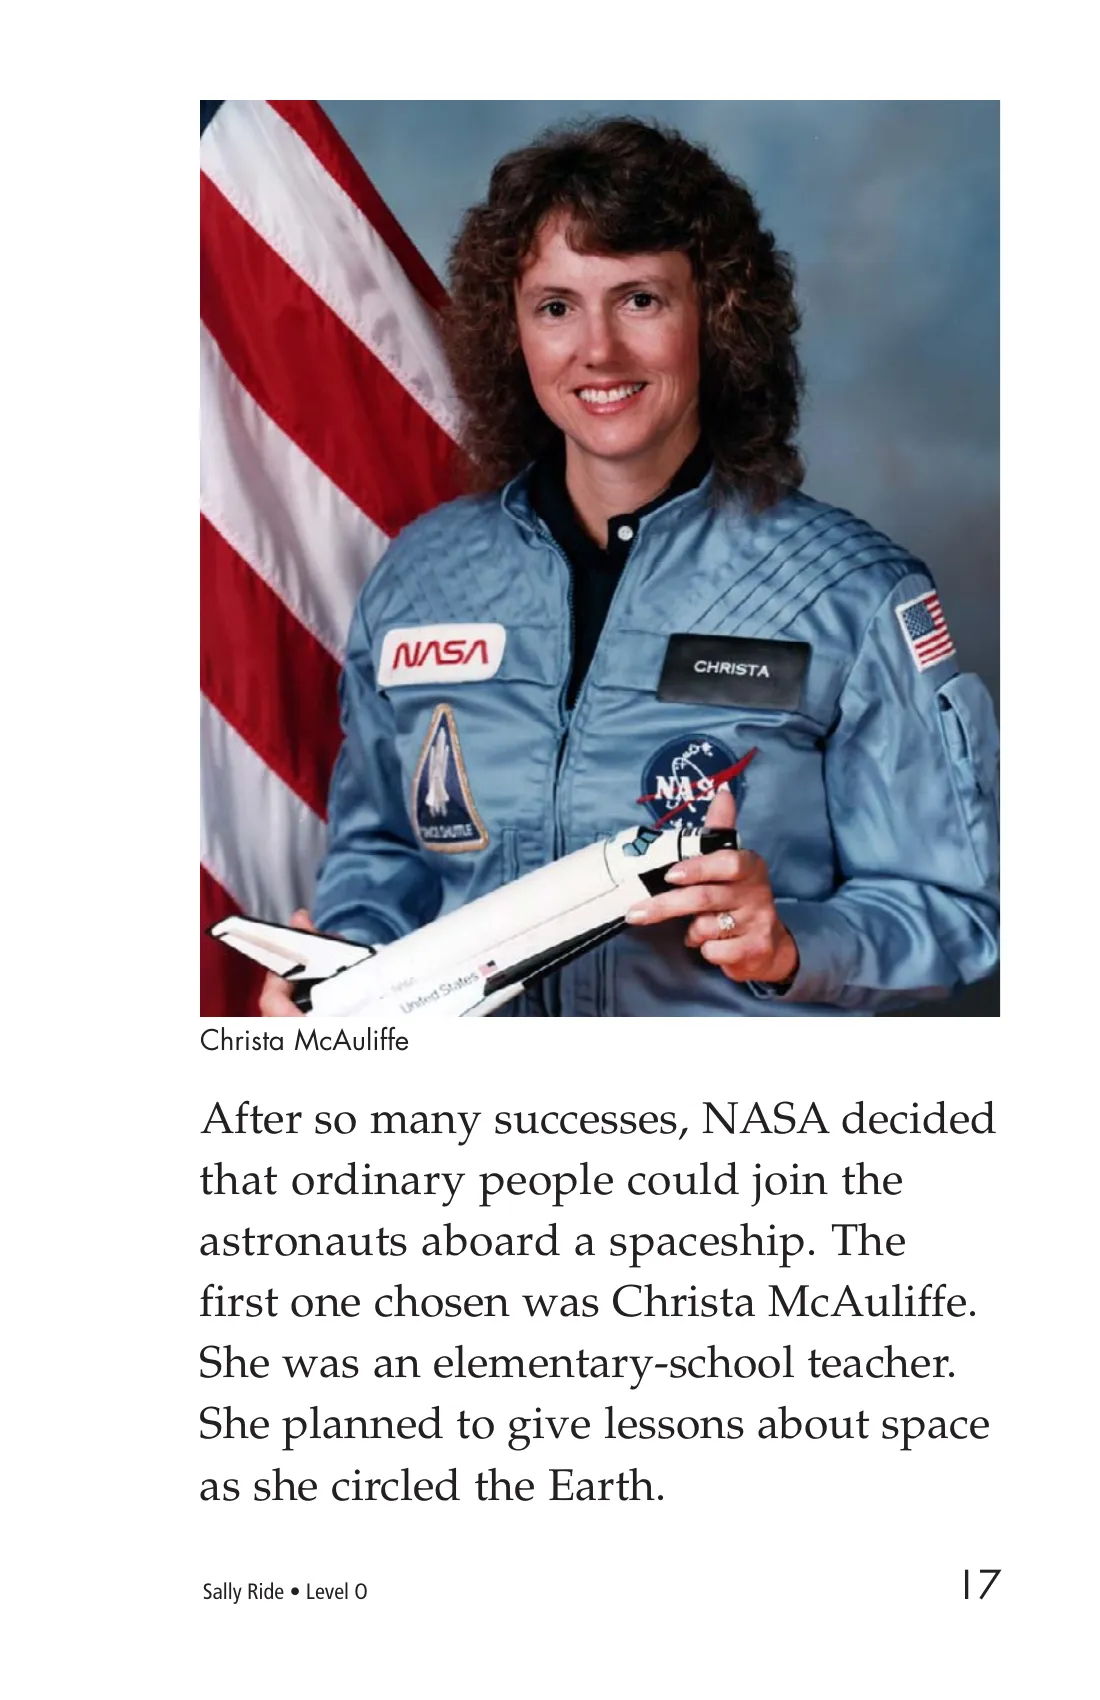 NASA
CHRISTA
NASA
SPACE SHUTTLE
United States
Christa McAuliffe
After so many successes, NASA decided
that ordinary people could join the
astronauts aboard a spaceship. The
first one chosen was Christa McAuliffe.
She was an elementary-school teacher.
She planned to give lessons about space
as she circled the Earth.
Sally Ride • Level O
17